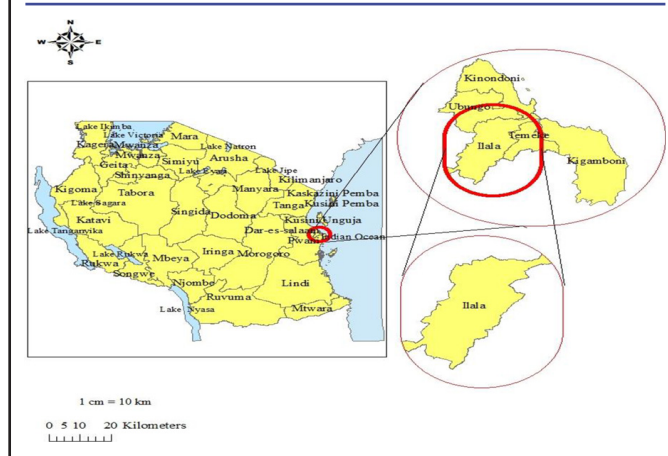 N
W
E
S
Kinondoni
Ubungo
Temeke
Ilala
Kigamboni
Lake Ikimba
Lake Victoria
Mara
Kagera
Mwanza
Lake Natron
Mwanza
Geita
Simiyu
Arusha
Shinyanga
Lake Eyasi
Lake Jipe
Kilimanjaro
Kigoma
Tabora
Manyara
Kaskazini Pemba
Lake Sagara
Tanga
Kusini Pemba
Singida
Dodoma
Katavi
Kusini Unguja
Lake Tanganyika
Dar-es-salaam
Indian Ocean
Pwani
Lake Rukwa
Iringa
Morogoro
Rukwa
Mbeya
Songwe
Njombe
Lindi
Ruvuma
Lake Nyasa
Mtwara
Ilala
1 cm = 10 km
0 5 10 20 Kilometers